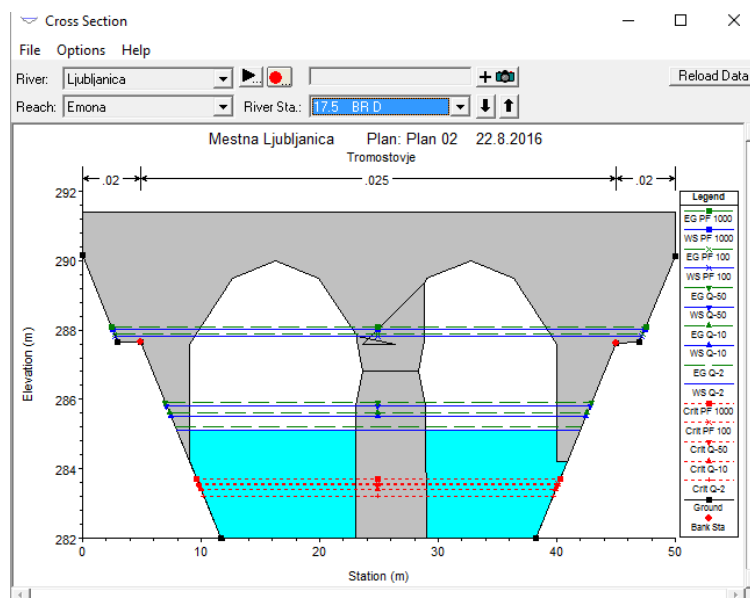 Cross Section
File Options Help
River: Ljubljanica
Reload Data
Reach: Emona River Sta.: 17.5 BR D
Mestna Ljubljanica Plan: Plan 02 22.8.2016
Tromostovje
.02 .025 .02
292
290
288
286
284
282
Elevation (m)
0 10 20 30 40 50
Station (m)
Legend
EG PF 1000
WS PF 1000
EG PF 100
WS PF 100
EG Q-50
WS Q-50
EG Q-10
WS Q-10
EG Q-2
WS Q-2
Crit PF 1000
Crit PF 100
Crit Q-50
Crit Q-10
Crit Q-2
Ground
Bank Sta